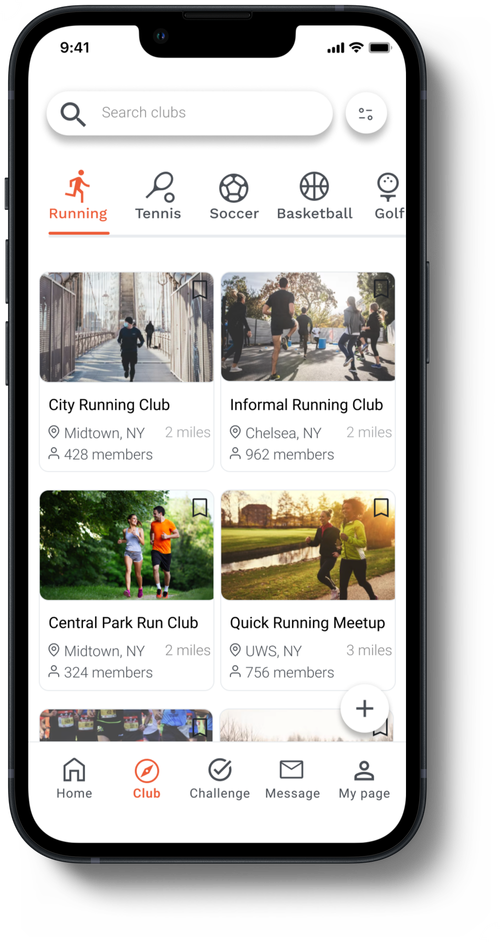 9:41
Search clubs
Running Tennis Soccer Basketball Golf
City Running Club
Midtown, NY 2 miles
428 members
Informal Running Club
Chelsea, NY 2 miles
962 members
Central Park Run Club
Midtown, NY 2 miles
324 members
Quick Running Meetup
UWS, NY 3 miles
756 members
Home Club Challenge Message My page